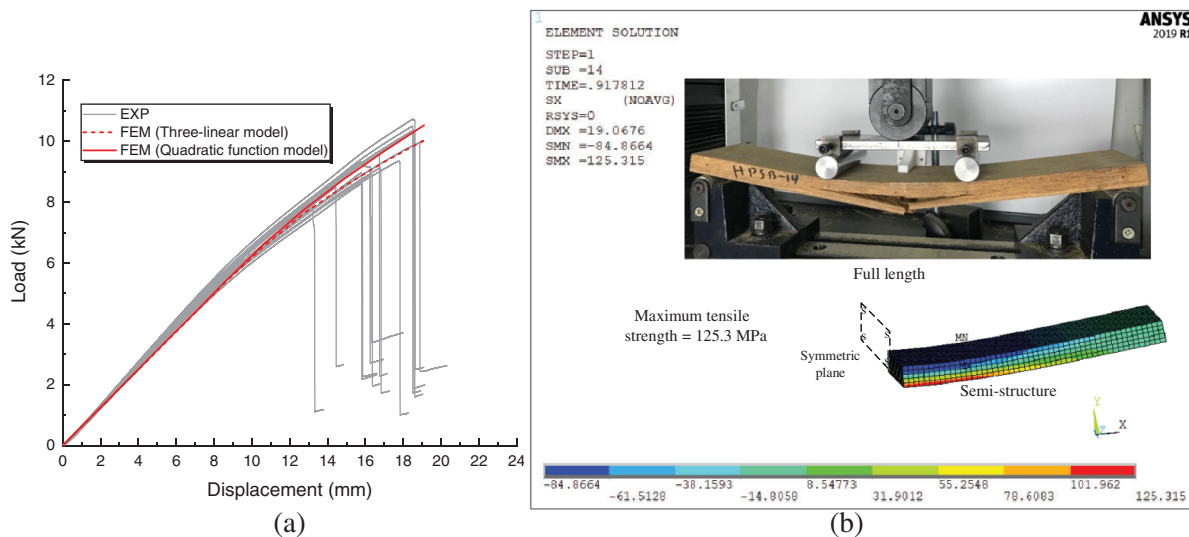 12
10
8
6
4
2
0
Load (kN)
EXP
FEM (Three-linear model)
FEM (Quadratic function model)
0 2 4 6 8 10 12 14 16 18 20 22 24
Displacement (mm)
(a)
1
ELEMENT SOLUTION
ANSYS
2019 R1
STEP=1
SUB =14
TIME=.917812
SX (NOAVG)
RSYS=0
DMX =19.0676
SMN =-84.8664
SMX =125.315
HPSB-14
Full length
Maximum tensile
strength = 125.3 MPa
Symmetric
plane
S
S
S
MN
Semi-structure
Y
Z
X
-84.8664 -38.1593 8.54773 55.2548 101.962
-61.5128 -14.8058 31.9012 78.6083 125.315
(b)